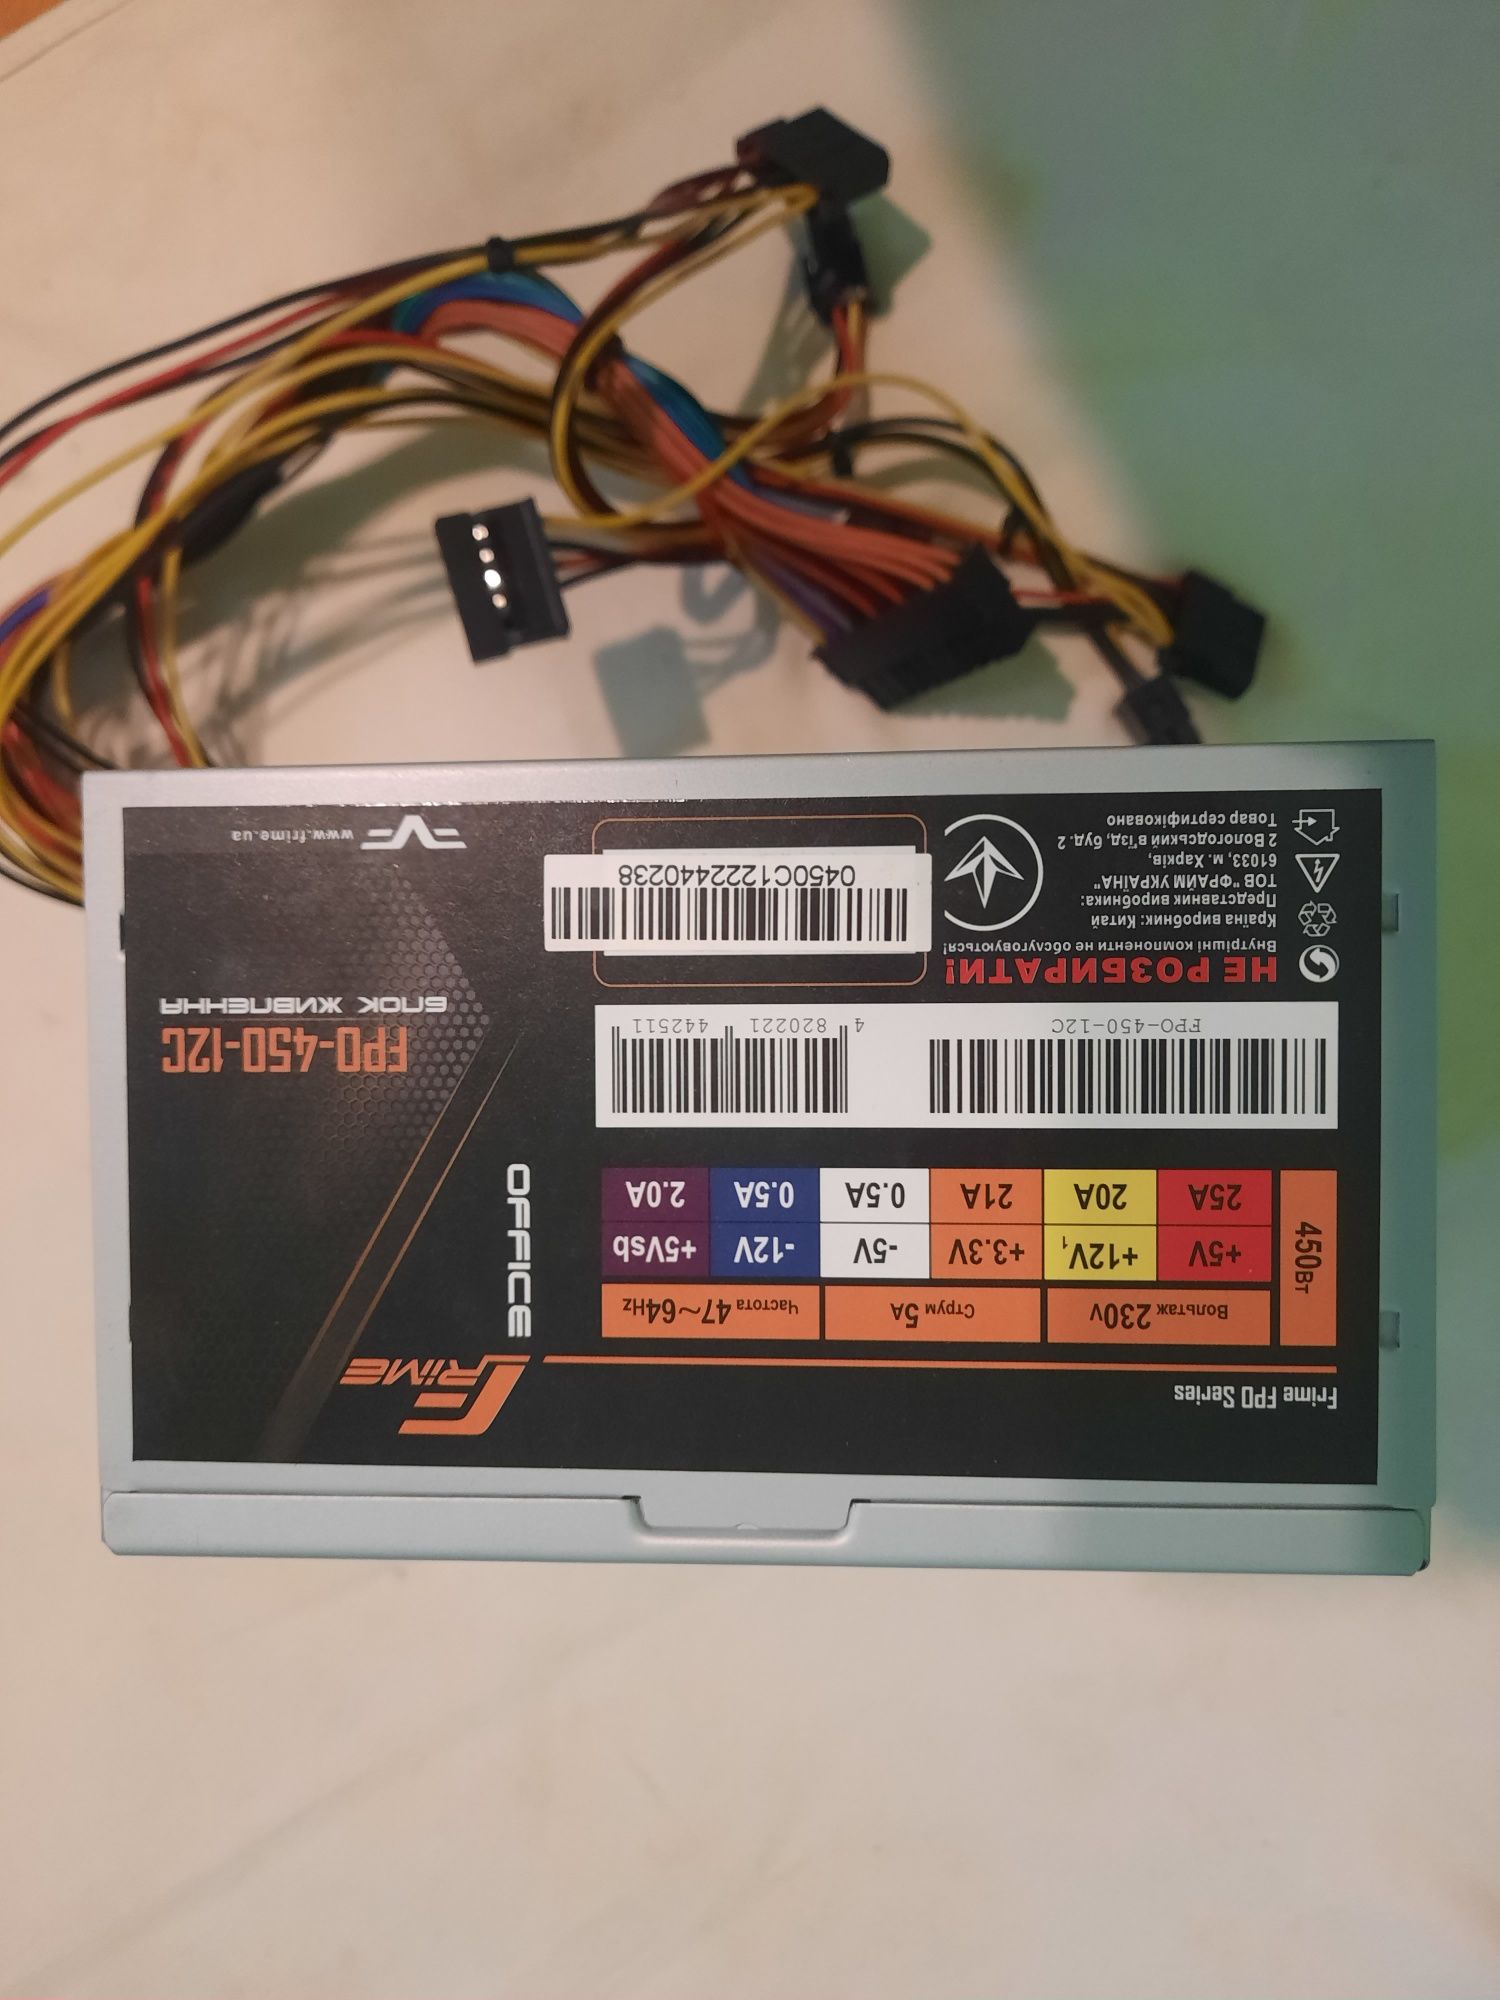 Frime FPO Series
FRiME
OFFICE
450Вт
Вольтаж 230V
Струм 5А
Частота 47~64Hz
+5V +12V1 +3.3V -5V -12V +5Vsb
25A 20A 21A 0.5A 0.5A 2.0A
FPO-450-12C
4 820221 442511
FPO-450-12C
БЛОК ЖИВЛЕННЯ
НЕ РОЗБИРАТИ!
Внутрішні компоненти не обслуговуються!
Країна виробник: Китай
Представник виробника:
ТОВ "ФРАЙМ УКРАЇНА"
61033, м. Харків,
2 Вологодський в'їзд, буд. 2
Товар сертифіковано
0450C1222440238
www.frime.ua